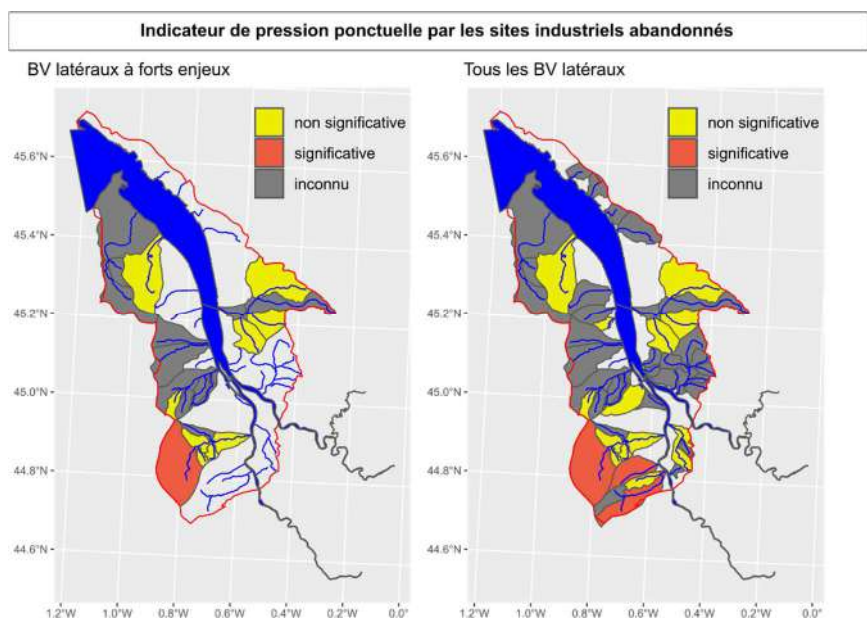 Indicateur de pression ponctuelle par les sites industriels abandonnés
BV latéraux à forts enjeux
Tous les BV latéraux
non significative
significative
inconnu
non significative
significative
inconnu
45.6°N
45.4°N
45.2°N
45.0°N
44.8°N
44.6°N
45.6°N
45.4°N
45.2°N
45.0°N
44.8°N
44.6°N
1.2°W 1.0°W 0.8°W 0.6°W 0.4°W 0.2°W 0.0°
1.2°W 1.0°W 0.8°W 0.6°W 0.4°W 0.2°W 0.0°